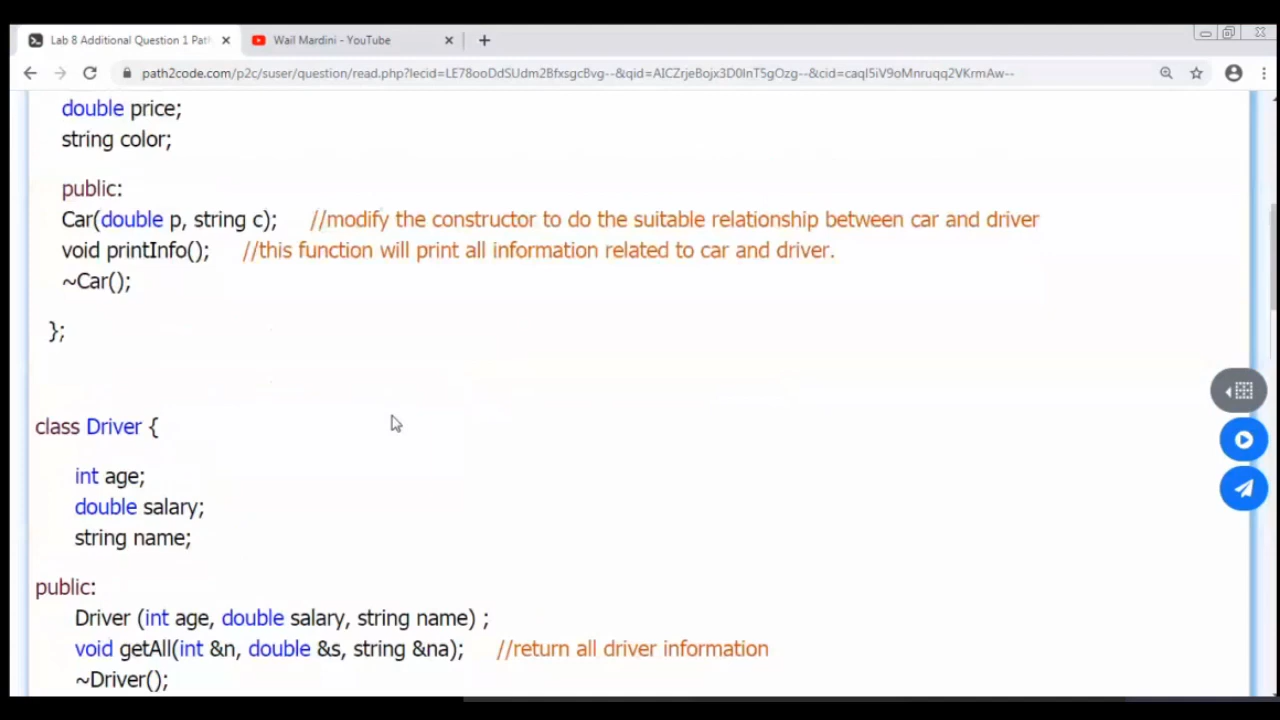 Lab 8 Additional Question 1 Pat
Wail Mardini - YouTube
path2code.com/p2c/suser/question/read.php?lecid=LE78ooDdSUdm2BfxsgcBvg--&qid=AICZrjeBojx3D0lnT5gOzg--&cid=caql5iV9oMnruqq2VKrmAw--
double price;
string color;
public:
Car(double p, string c); //modify the constructor to do the suitable relationship between car and driver
void printInfo(); //this function will print all information related to car and driver.
~Car();
};
class Driver {
int age;
double salary;
string name;
public:
Driver (int age, double salary, string name) ;
void getAll(int &n, double &s, string &na); //return all driver information
~Driver();